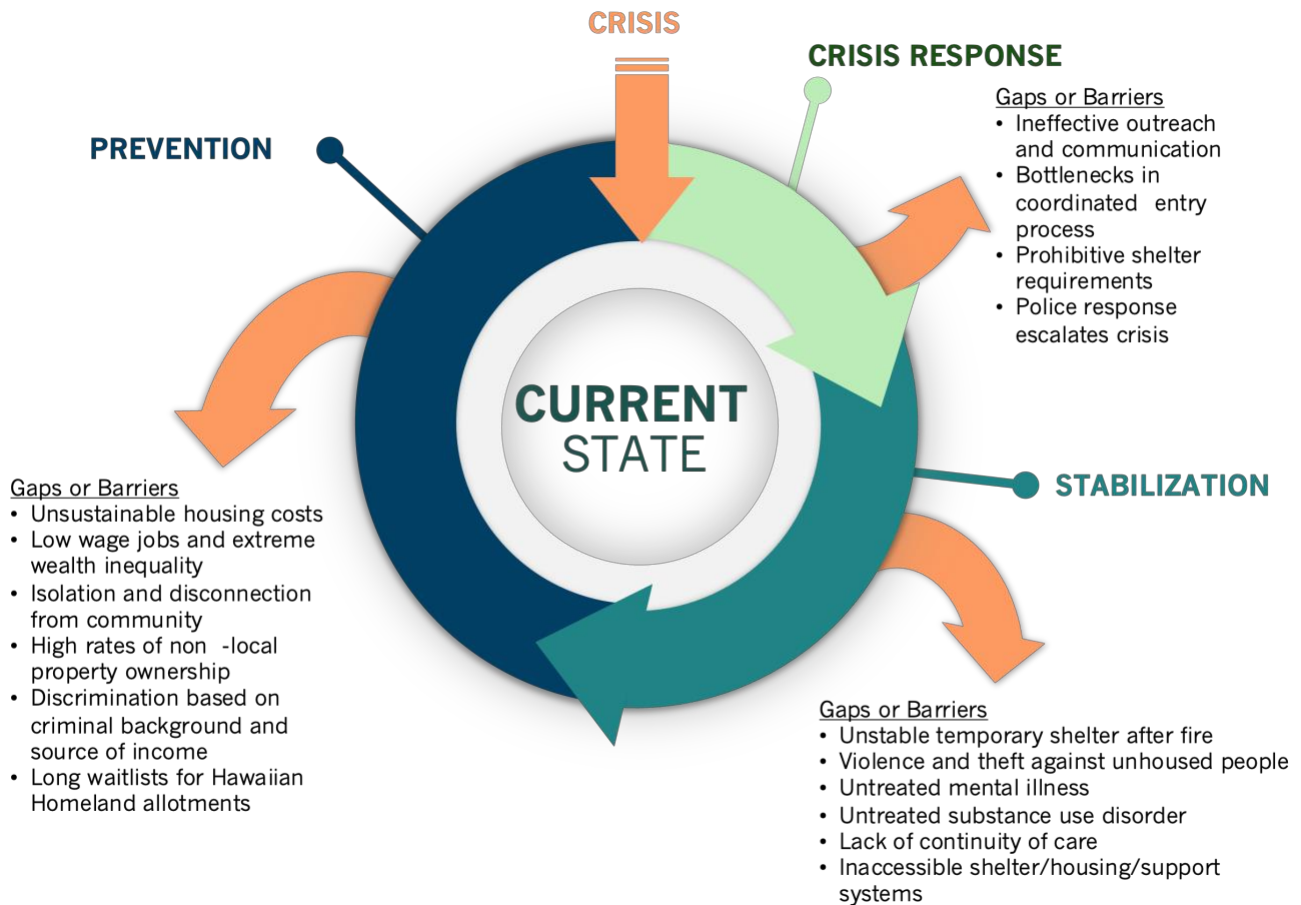 CRISIS
CRISIS RESPONSE
Gaps or Barriers
• Ineffective outreach
and communication
• Bottlenecks in
coordinated entry
process
• Prohibitive shelter
requirements
• Police response
escalates crisis
PREVENTION
CURRENT
STATE
STABILIZATION
Gaps or Barriers
• Unsustainable housing costs
• Low wage jobs and extreme
wealth inequality
• Isolation and disconnection
from community
• High rates of non -local
property ownership
• Discrimination based on
criminal background and
source of income
• Long waitlists for Hawaiian
Homeland allotments
Gaps or Barriers
• Unstable temporary shelter after fire
• Violence and theft against unhoused people
• Untreated mental illness
• Untreated substance use disorder
• Lack of continuity of care
• Inaccessible shelter/housing/support
systems